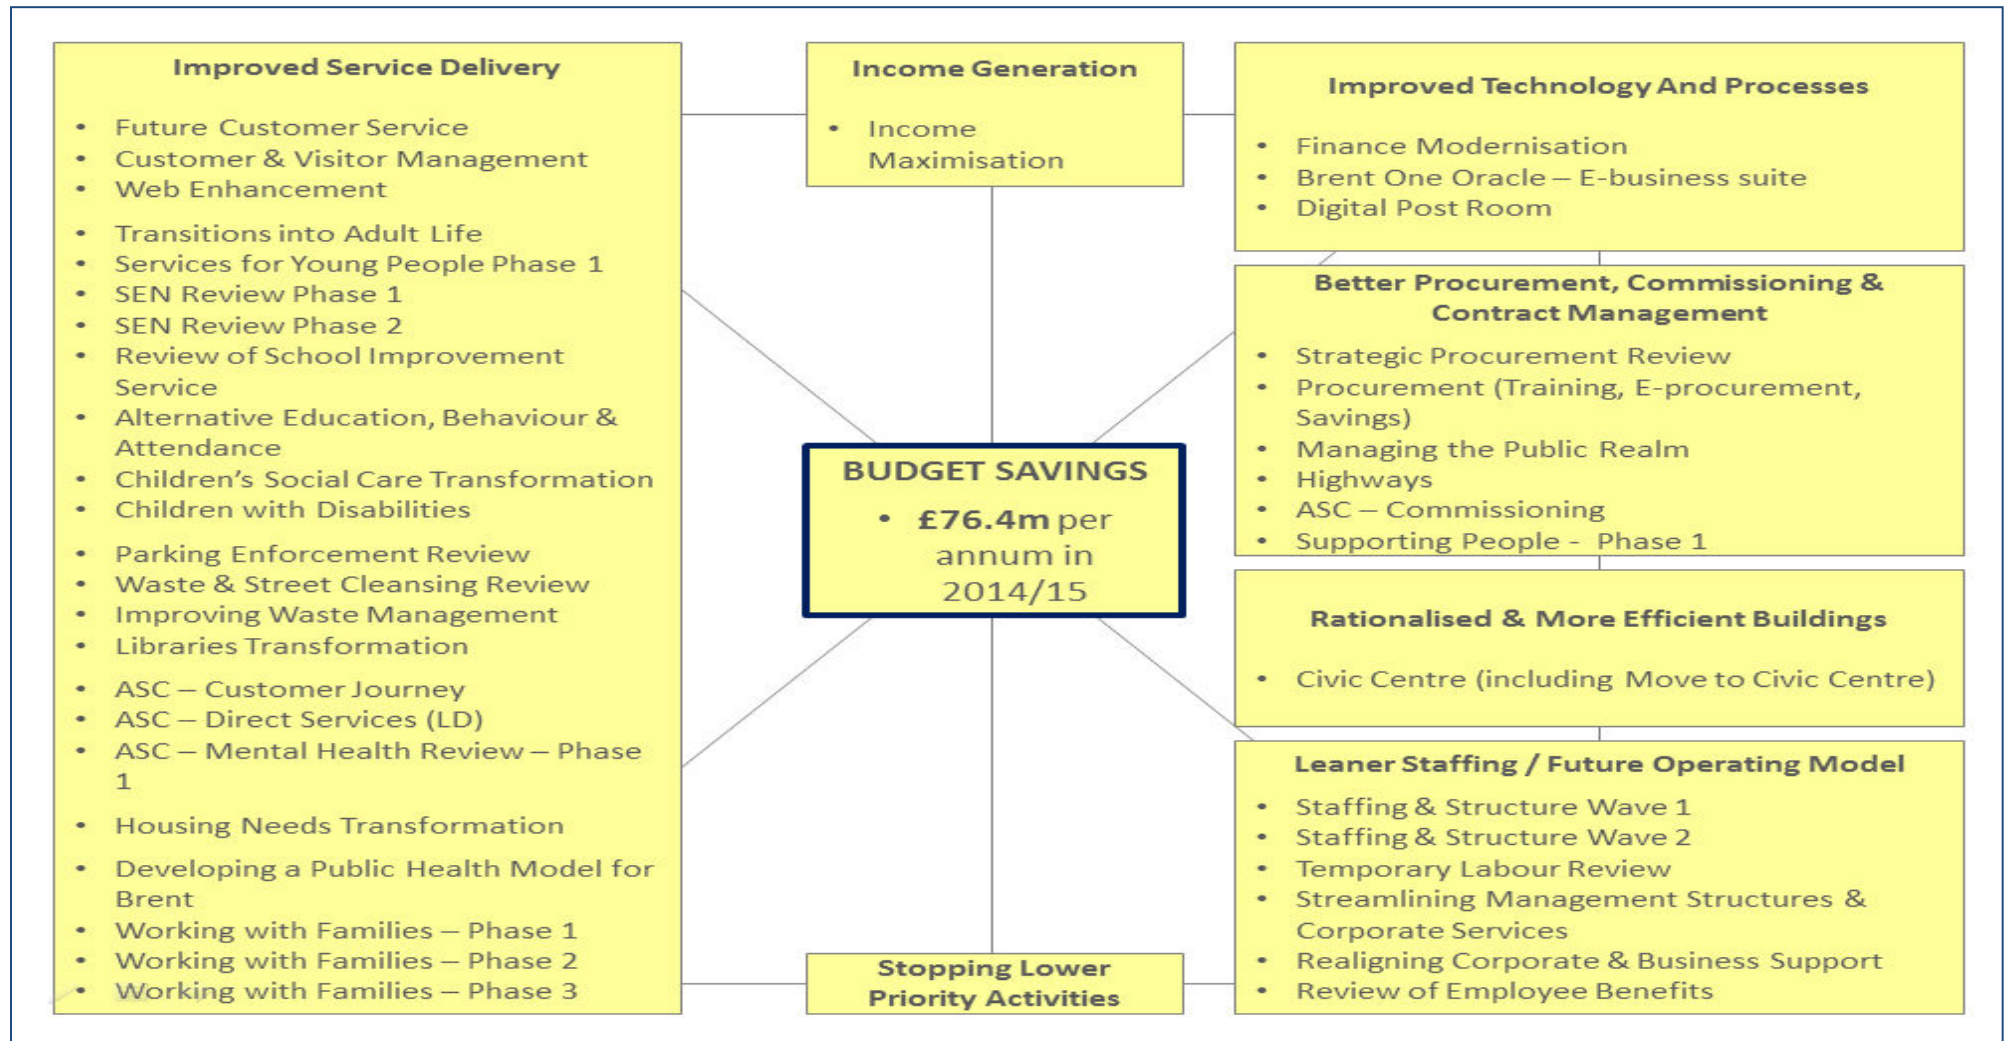 Improved Service Delivery
• Future Customer Service
• Customer & Visitor Management
• Web Enhancement
• Transitions into Adult Life
• Services for Young People Phase 1
• SEN Review Phase 1
• SEN Review Phase 2
• Review of School Improvement
Service
• Alternative Education, Behaviour &
Attendance
• Children's Social Care Transformation
• Children with Disabilities
• Parking Enforcement Review
• Waste & Street Cleansing Review
• Improving Waste Management
• Libraries Transformation
• ASC – Customer Journey
• ASC – Direct Services (LD)
• ASC – Mental Health Review – Phase
1
• Housing Needs Transformation
• Developing a Public Health Model for
Brent
• Working with Families – Phase 1
• Working with Families – Phase 2
• Working with Families – Phase 3
Income Generation
• Income
Maximisation
BUDGET SAVINGS
• £76.4m per
annum in
2014/15
Stopping Lower
Priority Activities
Improved Technology And Processes
• Finance Modernisation
• Brent One Oracle – E-business suite
• Digital Post Room
Better Procurement, Commissioning &
Contract Management
• Strategic Procurement Review
• Procurement (Training, E-procurement,
Savings)
• Managing the Public Realm
• Highways
• ASC – Commissioning
• Supporting People - Phase 1
Rationalised & More Efficient Buildings
• Civic Centre (including Move to Civic Centre)
Leaner Staffing / Future Operating Model
• Staffing & Structure Wave 1
• Staffing & Structure Wave 2
• Temporary Labour Review
• Streamlining Management Structures &
Corporate Services
• Realigning Corporate & Business Support
• Review of Employee Benefits